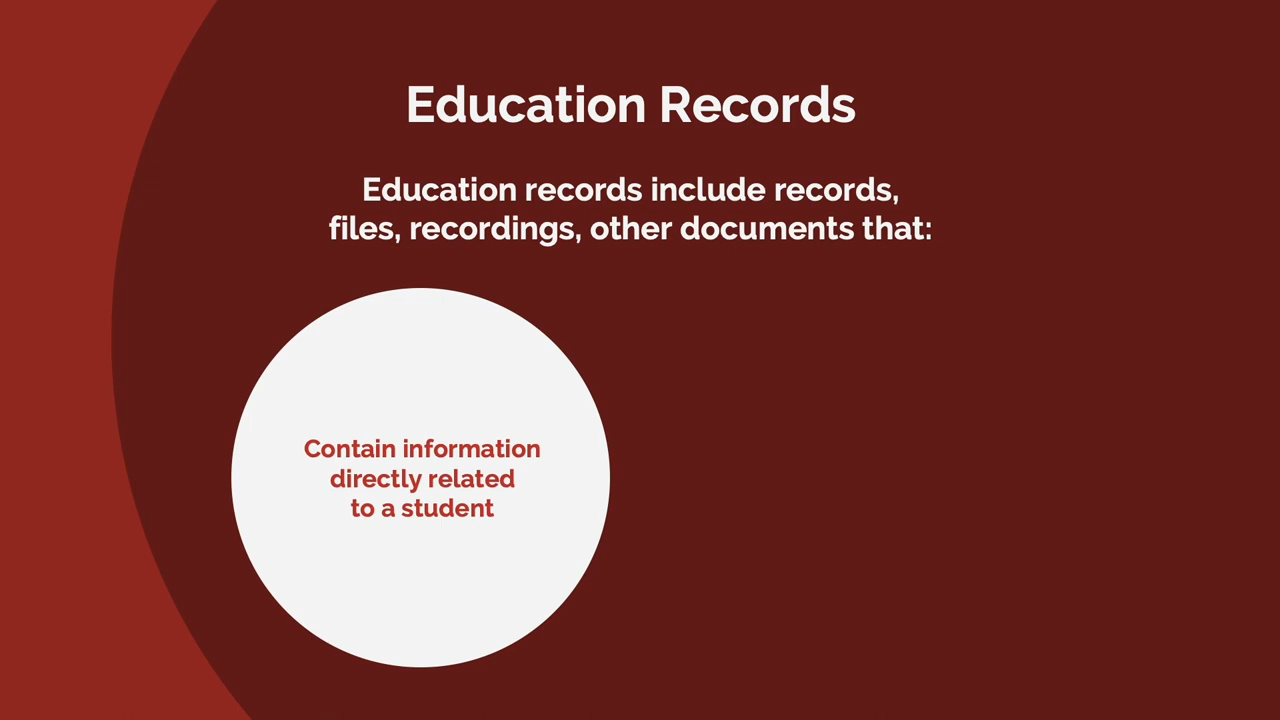 Education Records
Education records include records,
files, recordings, other documents that:
Contain information
directly related
to a student